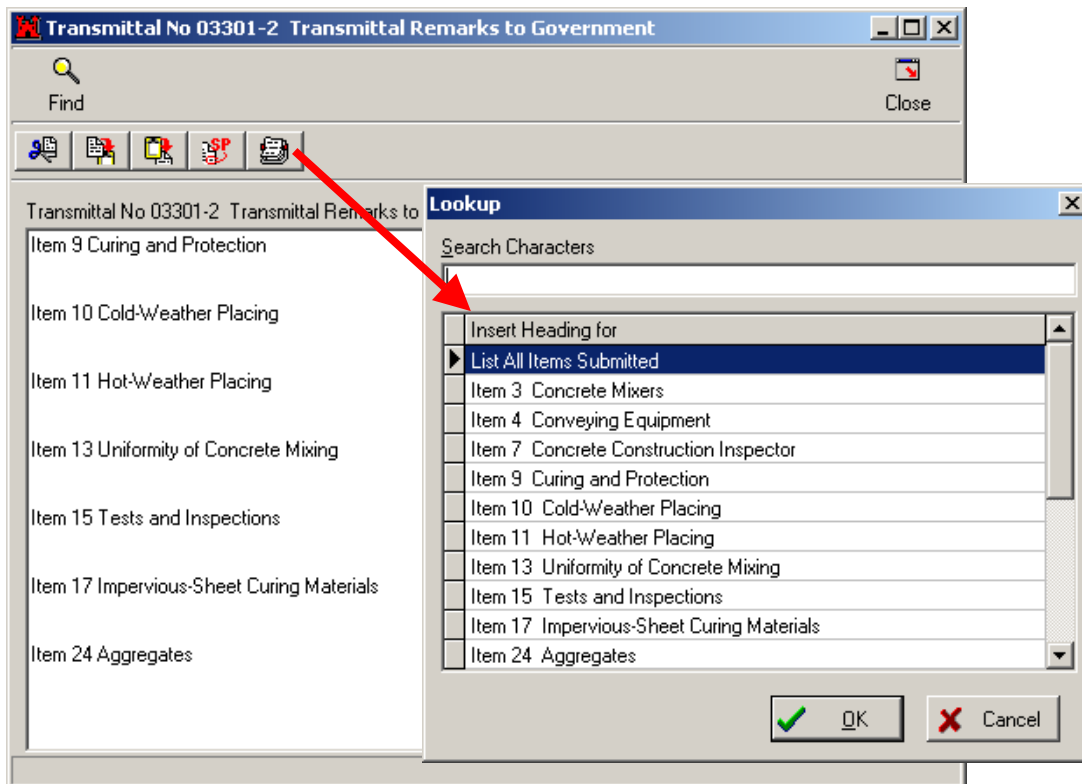 Transmittal No 03301-2 Transmittal Remarks to Government
Find
Close
SP
Transmittal No 03301-2 Transmittal Remarks to
Item 9 Curing and Protection
Item 10 Cold-Weather Placing
Item 11 Hot-Weather Placing
Item 13 Uniformity of Concrete Mixing
Item 15 Tests and Inspections
Item 17 Impervious-Sheet Curing Materials
Item 24 Aggregates
Lookup
Search Characters
Insert Heading for
List All Items Submitted
Item 3 Concrete Mixers
Item 4 Conveying Equipment
Item 7 Concrete Construction Inspector
Item 9 Curing and Protection
Item 10 Cold-Weather Placing
Item 11 Hot-Weather Placing
Item 13 Uniformity of Concrete Mixing
Item 15 Tests and Inspections
Item 17 Impervious-Sheet Curing Materials
Item 24 Aggregates
OK
Cancel